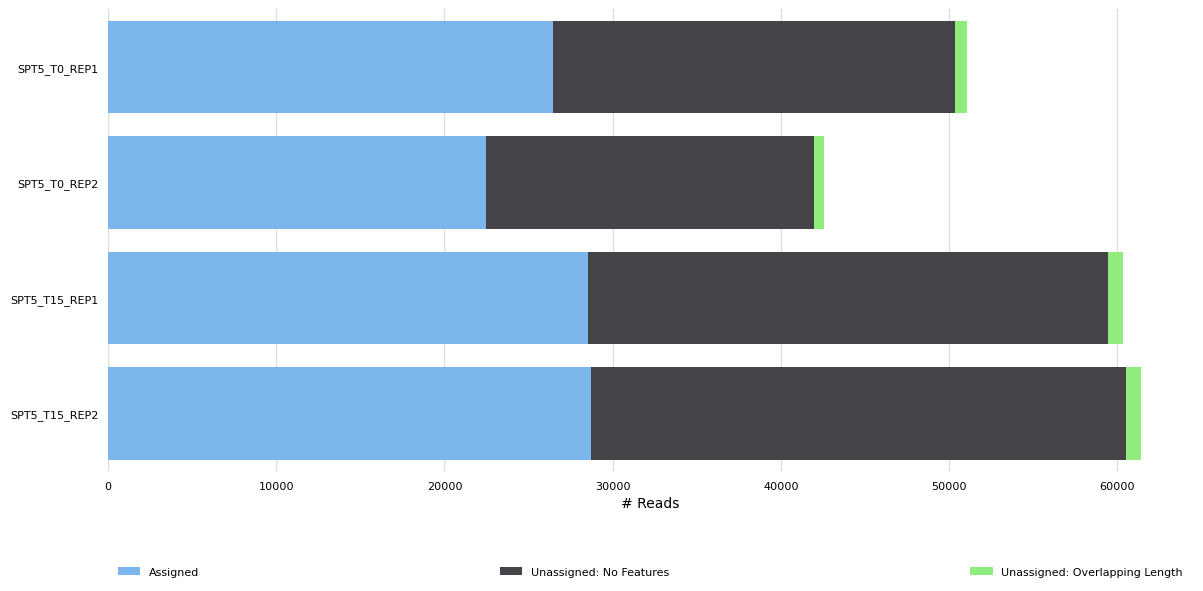 SPT5_T0_REP1
SPT5_T0_REP2
SPT5_T15_REP1
SPT5_T15_REP2
0 10000 20000 30000 40000 50000 60000
# Reads
Assigned Unassigned: No Features Unassigned: Overlapping Length